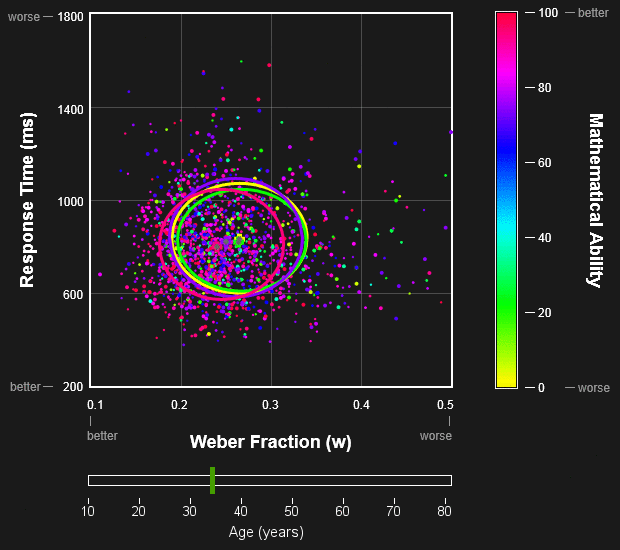 worse
1800
1400
1000
600
better
200
Response Time (ms)
0.1
0.2
0.3
0.4
0.5
better
worse
Weber Fraction (w)
10
20
30
40
50
60
70
80
Age (years)
100
better
80
60
40
20
0
worse
Mathematical Ability